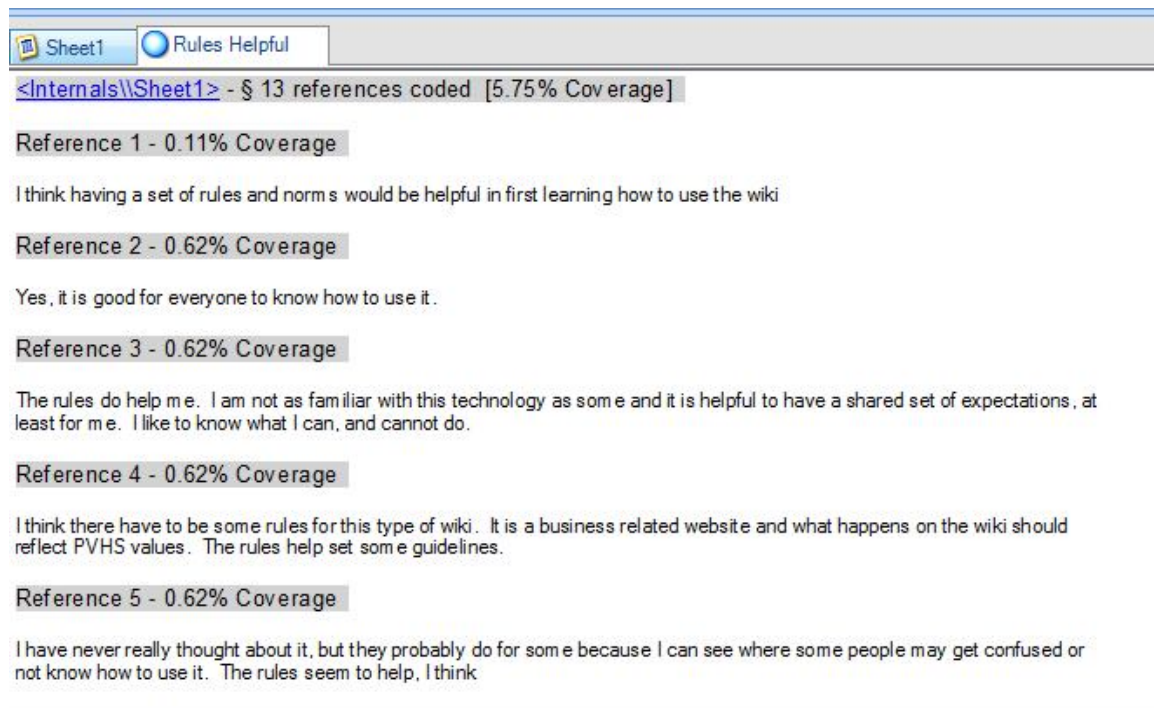 Sheet1
Rules Helpful
<Internals\\Sheet1> - § 13 references coded [5.75% Coverage]
Reference 1 - 0.11% Coverage
I think having a set of rules and norms would be helpful in first learning how to use the wiki
Reference 2 - 0.62% Coverage
Yes, it is good for everyone to know how to use it.
Reference 3 - 0.62% Coverage
The rules do help me. I am not as familiar with this technology as some and it is helpful to have a shared set of expectations, at
least for me. I like to know what I can, and cannot do.
Reference 4 - 0.62% Coverage
I think there have to be some rules for this type of wiki. It is a business related website and what happens on the wiki should
reflect PVHS values. The rules help set some guidelines.
Reference 5 - 0.62% Coverage
I have never really thought about it, but they probably do for some because I can see where some people may get confused or
not know how to use it. The rules seem to help, I think